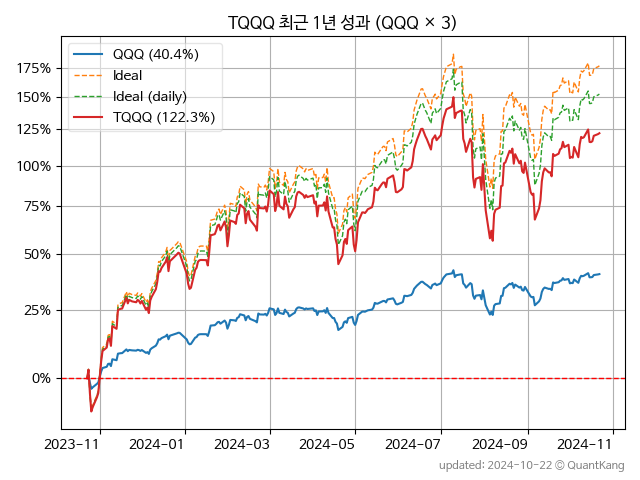 TQQQ 최근 1년 성과 (QQQ × 3)
QQQ (40.4%)
Ideal
Ideal (daily)
TQQQ (122.3%)
175%
150%
125%
100%
75%
50%
25%
0%
2023-11 2024-01 2024-03 2024-05 2024-07 2024-09 2024-11
updated: 2024-10-22 © QuantKang